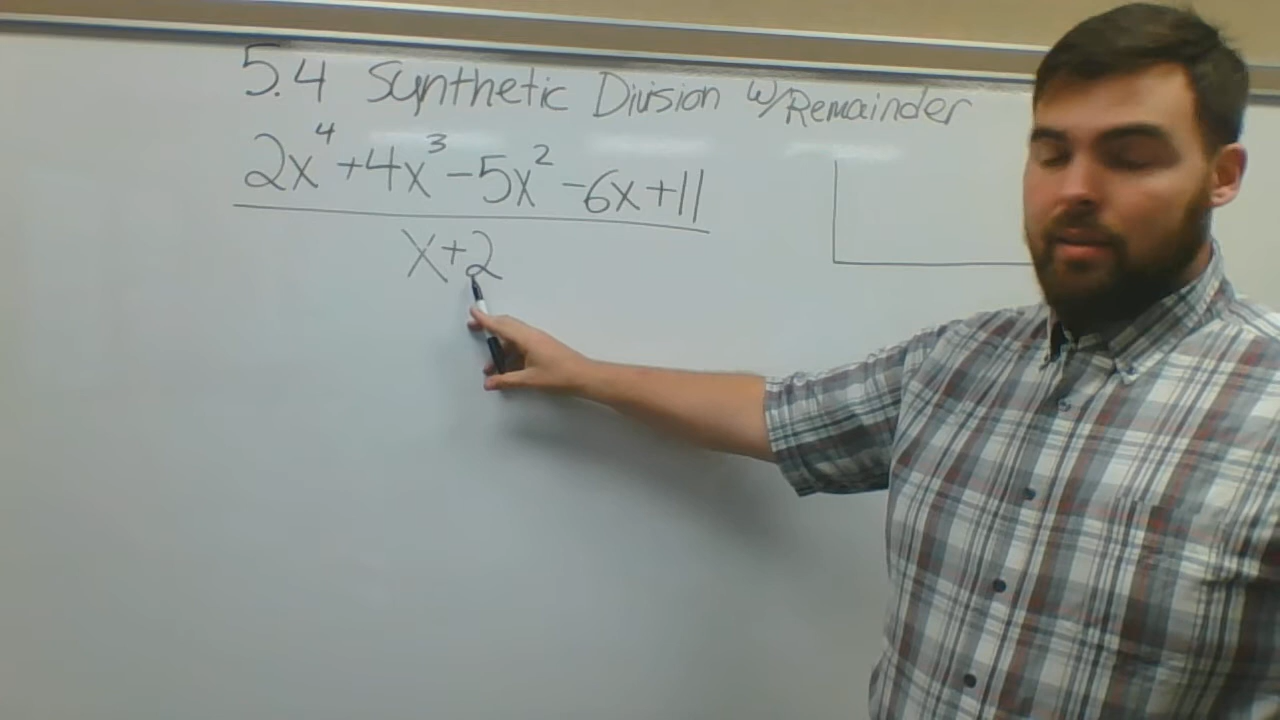 5.4 Synthetic Division w/Remainder
2x⁴+4x³-5x²-6x+11
x+2